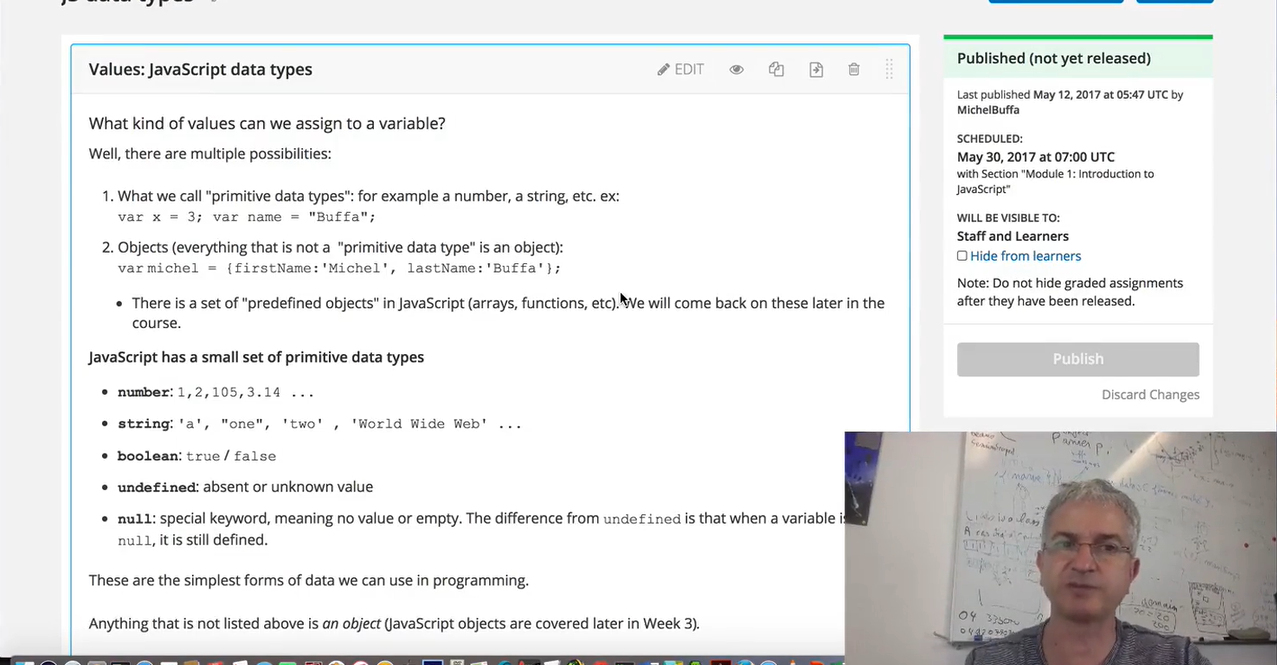 JS data types
Values: JavaScript data types
EDIT
What kind of values can we assign to a variable?
Well, there are multiple possibilities:
1. What we call "primitive data types": for example a number, a string, etc. ex:
var x = 3; var name = "Buffa";
2. Objects (everything that is not a "primitive data type" is an object):
var michel = {firstName:'Michel', lastName:'Buffa'};
• There is a set of "predefined objects" in JavaScript (arrays, functions, etc). We will come back on these later in the
course.
JavaScript has a small set of primitive data types
• number: 1,2,105,3.14 ...
• string: 'a', "one", 'two' , 'World Wide Web' ...
• boolean: true / false
• undefined: absent or unknown value
• null: special keyword, meaning no value or empty. The difference from undefined is that when a variable is
null, it is still defined.
These are the simplest forms of data we can use in programming.
Anything that is not listed above is an object (JavaScript objects are covered later in Week 3).
Published (not yet released)
Last published May 12, 2017 at 05:47 UTC by
MichelBuffa
SCHEDULED:
May 30, 2017 at 07:00 UTC
with Section "Module 1: Introduction to
JavaScript"
WILL BE VISIBLE TO:
Staff and Learners
Hide from learners
Note: Do not hide graded assignments
after they have been released.
Publish
Discard Changes